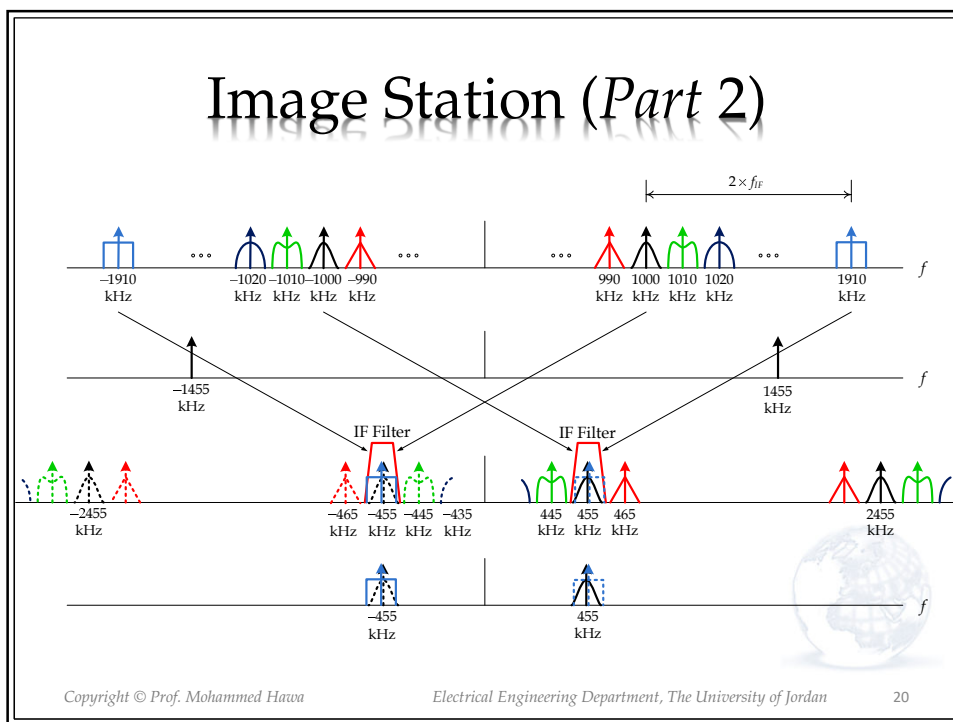 Image Station (Part 2)
2 × f_IF
–1910 kHz
–1020 kHz
–1010 kHz
–1000 kHz
–990 kHz
990 kHz
1000 kHz
1010 kHz
1020 kHz
1910 kHz
f
–1455 kHz
1455 kHz
f
IF Filter
IF Filter
–2455 kHz
–465 kHz
–455 kHz
–445 kHz
–435 kHz
445 kHz
455 kHz
465 kHz
2455 kHz
f
–455 kHz
455 kHz
f
Copyright © Prof. Mohammed Hawa
Electrical Engineering Department, The University of Jordan
20